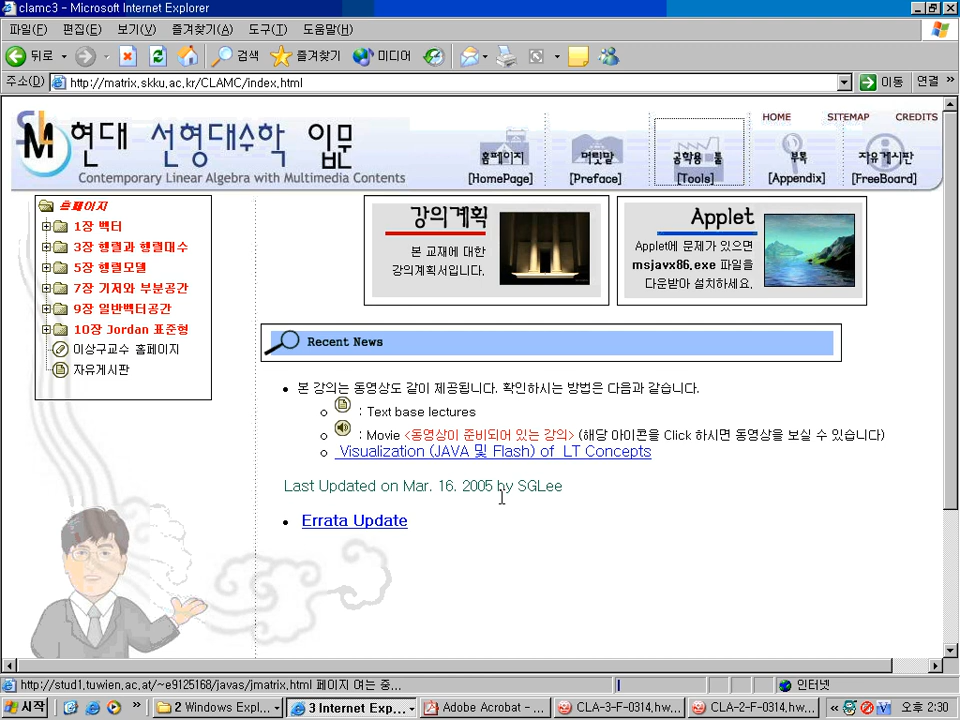 clamc3 - Microsoft Internet Explorer
파일(F) 편집(E) 보기(V) 즐겨찾기(A) 도구(T) 도움말(H)
뒤로 검색 즐겨찾기 미디어
주소(D) http://matrix.skku.ac.kr/CLAMC/index.html 이동 연결 »
현대 선형대수학 입문
Contemporary Linear Algebra with Multimedia Contents
HOME SITEMAP CREDITS
홈페이지 머릿말 공학용 툴 부록 자유게시판
[HomePage] [Preface] [Tools] [Appendix] [FreeBoard]
홈페이지
1장 벡터
3장 행렬과 행렬대수
5장 행렬모델
7장 기저와 부분공간
9장 일반벡터공간
10장 Jordan 표준형
이상구교수 홈페이지
자유게시판
강의계획
본 교재에 대한
강의계획서입니다.
Applet
Applet에 문제가 있으면
msjavx86.exe 파일을
다운받아 설치하세요.
Recent News
본 강의는 동영상도 같이 제공됩니다. 확인하시는 방법은 다음과 같습니다.
: Text base lectures
: Movie <동영상이 준비되어 있는 강의> (해당 아이콘을 Click 하시면 동영상을 보실 수 있습니다)
Visualization (JAVA 및 Flash) of LT Concepts
Last Updated on Mar. 16. 2005 by SGLee
Errata Update
http://stud1.tuwien.ac.at/~e9125168/javas/jmatrix.html 페이지 여는 중... 인터넷
시작 » 2 Windows Expl... 3 Internet Exp... Adobe Acrobat - ... CLA-3-F-0314.hw... CLA-2-F-0314.hw... « 오후 2:30